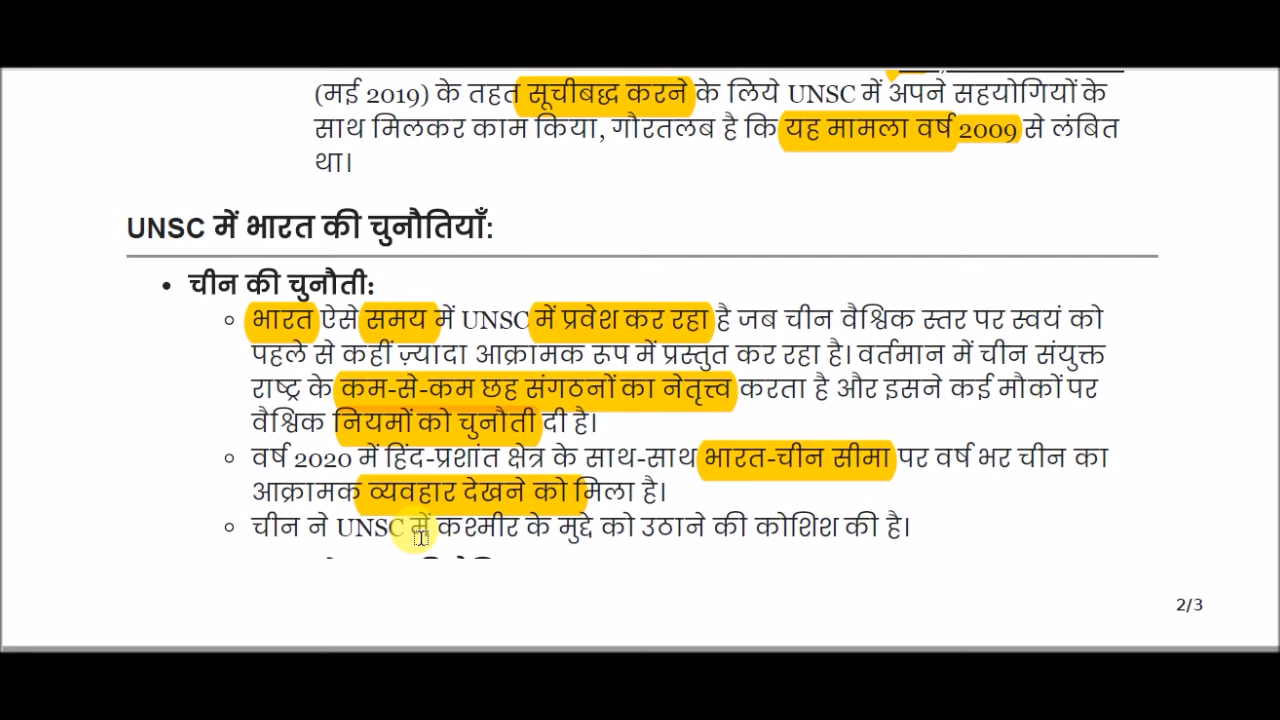 (मई 2019) के तहत सूचीबद्ध करने के लिये UNSC में अपने सहयोगियों के
साथ मिलकर काम किया, गौरतलब है कि यह मामला वर्ष 2009 से लंबित
था।
UNSC में भारत की चुनौतियाँ:
• चीन की चुनौती:
○ भारत ऐसे समय में UNSC में प्रवेश कर रहा है जब चीन वैश्विक स्तर पर स्वयं को
पहले से कहीं ज़्यादा आक्रामक रूप में प्रस्तुत कर रहा है। वर्तमान में चीन संयुक्त
राष्ट्र के कम-से-कम छह संगठनों का नेतृत्त्व करता है और इसने कई मौकों पर
वैश्विक नियमों को चुनौती दी है।
○ वर्ष 2020 में हिंद-प्रशांत क्षेत्र के साथ-साथ भारत-चीन सीमा पर वर्ष भर चीन का
आक्रामक व्यवहार देखने को मिला है।
○ चीन ने UNSC में कश्मीर के मुद्दे को उठाने की कोशिश की है।
2/3